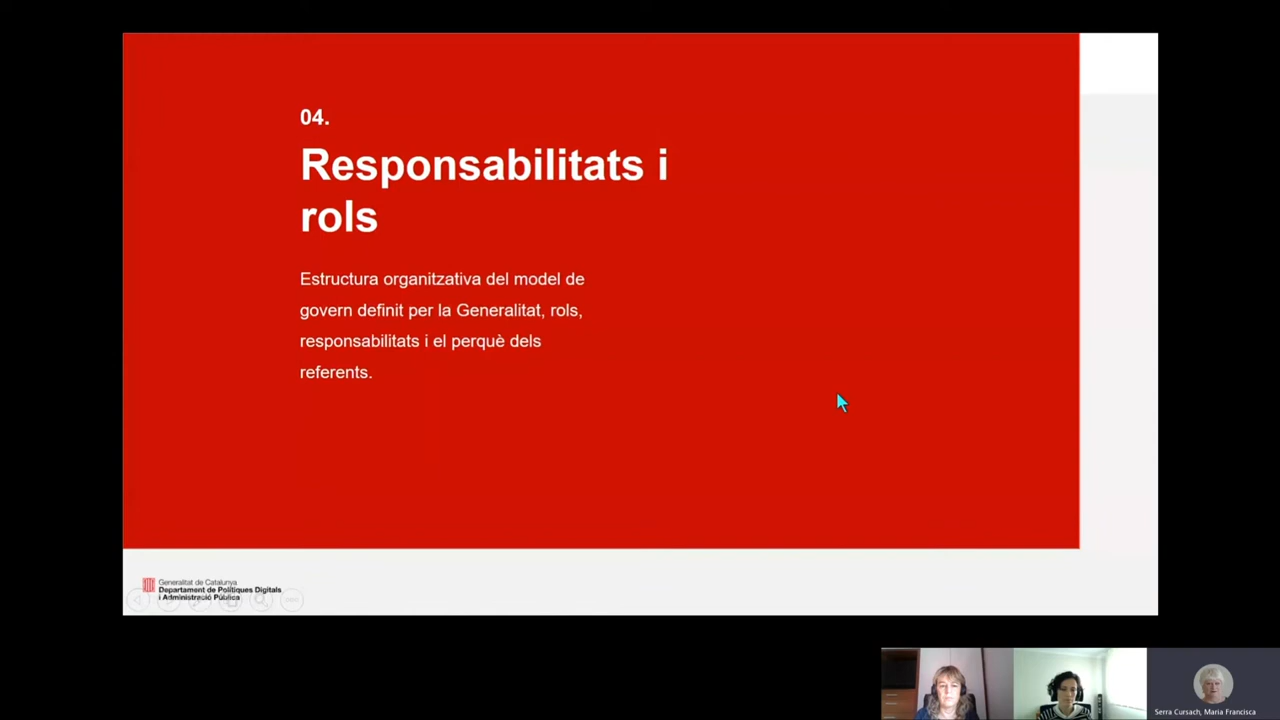 04.
Responsabilitats i
rols
Estructura organitzativa del model de
govern definit per la Generalitat, rols,
responsabilitats i el perquè dels
referents.
Generalitat de Catalunya
Departament de Polítiques Digitals
i Administració Pública
Serra Cursach, Maria Francisca